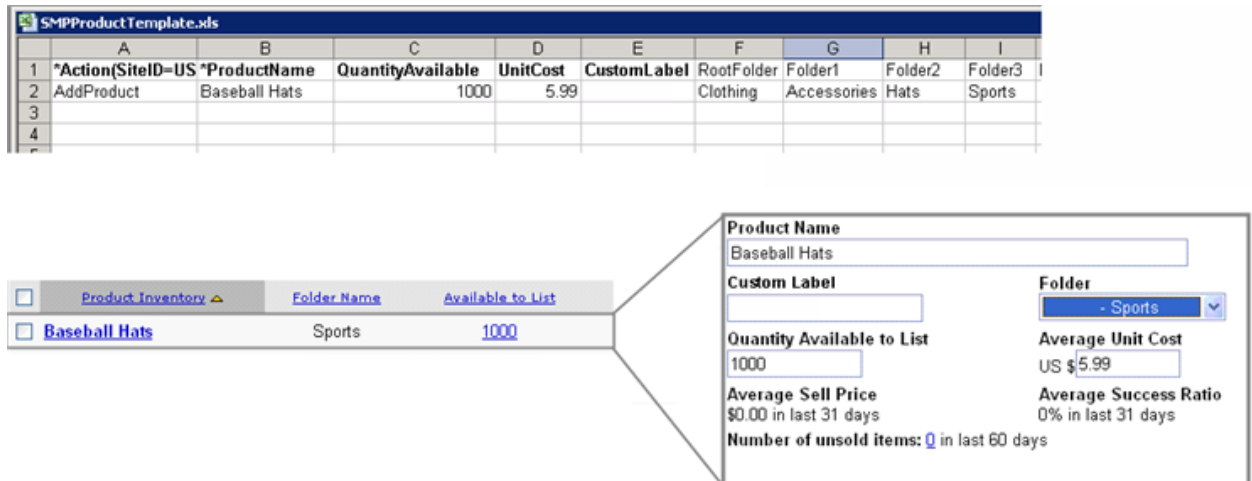 SMPProductTemplate.xls
A B C D E F G H I
1 *Action(SiteID=US *ProductName QuantityAvailable UnitCost CustomLabel RootFolder Folder1 Folder2 Folder3
2 AddProduct Baseball Hats 1000 5.99 Clothing Accessories Hats Sports
3
4
Product Name
Baseball Hats
Custom Label Folder
- Sports
Product Inventory Folder Name Available to List
Baseball Hats Sports 1000
Quantity Available to List Average Unit Cost
1000 US $ 5.99
Average Sell Price Average Success Ratio
$0.00 in last 31 days 0% in last 31 days
Number of unsold items: 0 in last 60 days